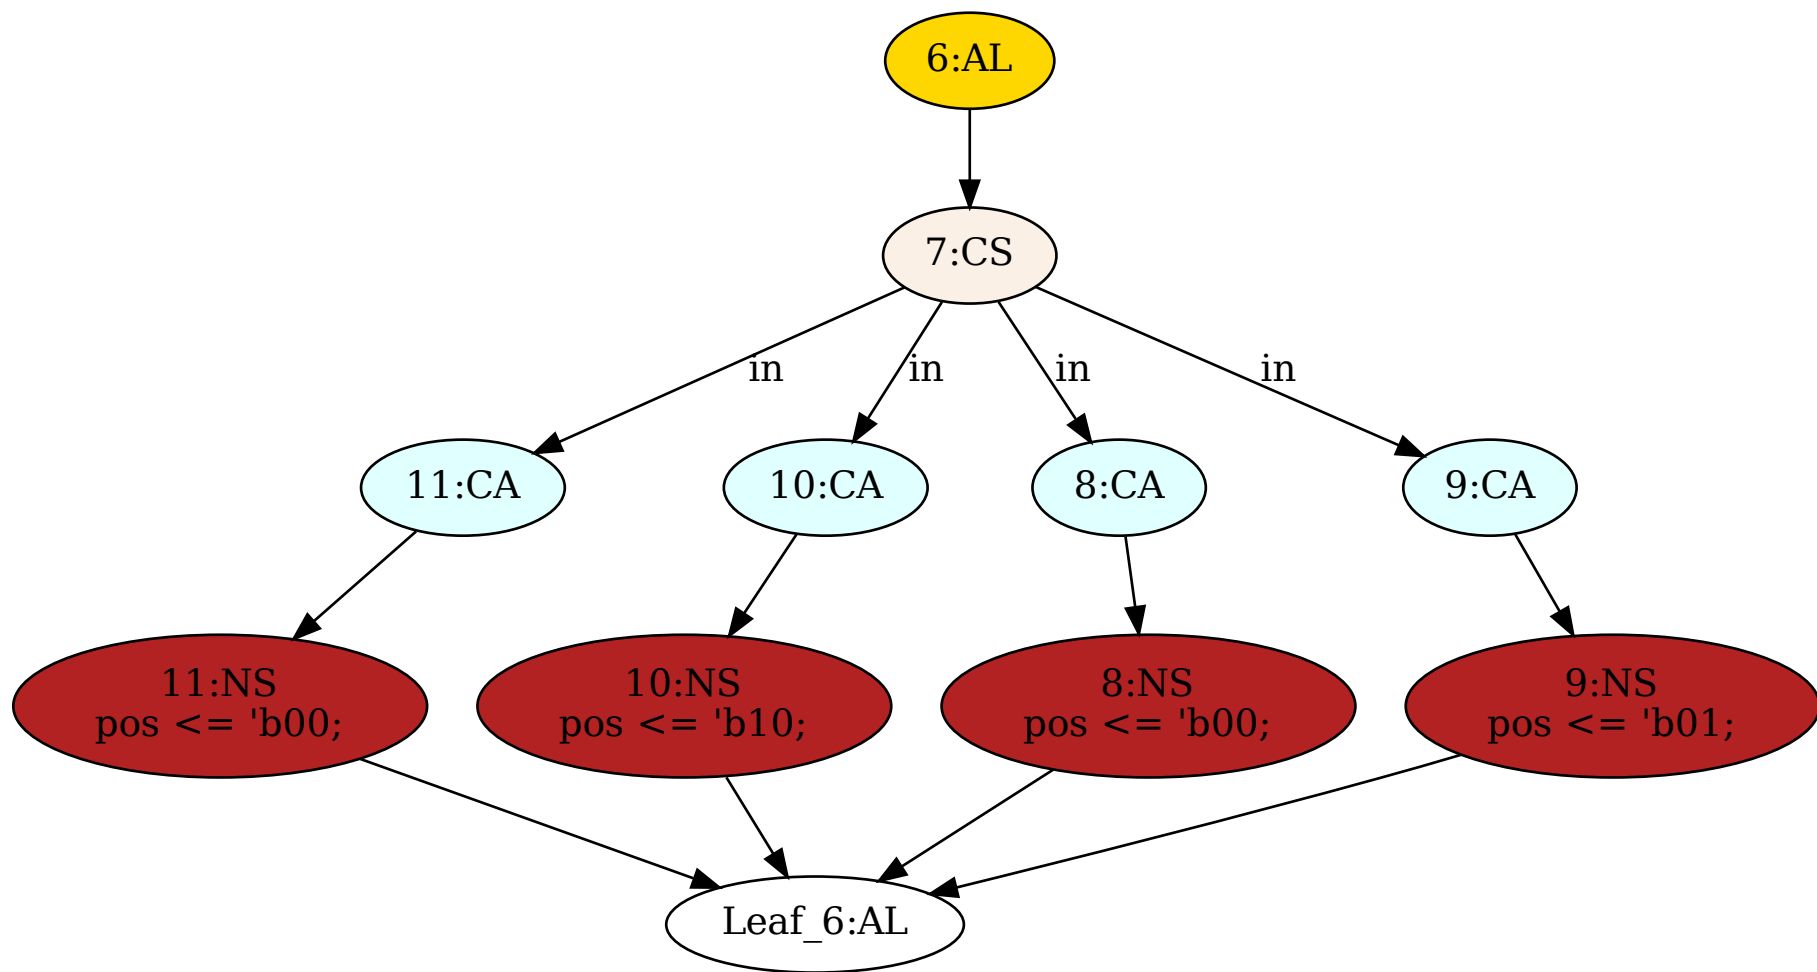 6:AL
7:CS
in
in
in
in
11:CA
10:CA
8:CA
9:CA
11:NS
pos <= 'b00;
10:NS
pos <= 'b10;
8:NS
pos <= 'b00;
9:NS
pos <= 'b01;
Leaf_6:AL